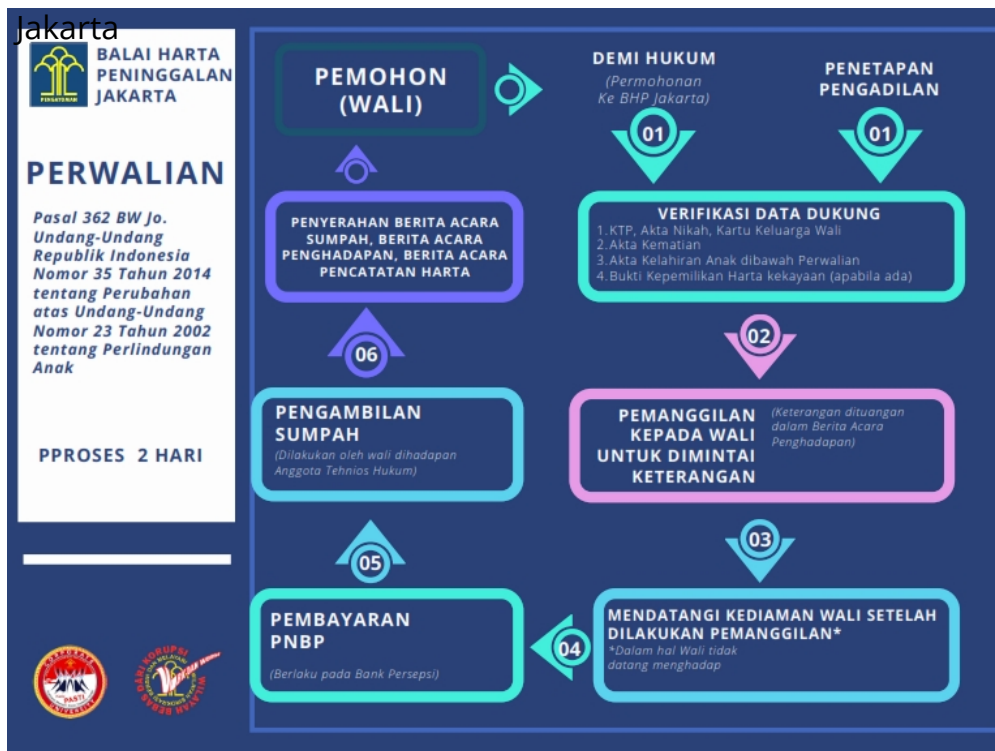 Jakarta
BALAI HARTA
PENINGGALAN
JAKARTA
PENGAYOMAN
PERWALIAN
Pasal 362 BW Jo.
Undang-Undang
Republik Indonesia
Nomor 35 Tahun 2014
tentang Perubahan
atas Undang-Undang
Nomor 23 Tahun 2002
tentang Perlindungan
Anak
PPROSES 2 HARI
CORPORATE
PASTI
UNIVERSITY
PEMOHON
(WALI)
DEMI HUKUM
(Permohonan
Ke BHP Jakarta)
PENETAPAN
PENGADILAN
01
01
VERIFIKASI DATA DUKUNG
1.KTP, Akta Nikah, Kartu Keluarga Wali
2.Akta Kematian
3.Akta Kelahiran Anak dibawah Perwalian
4.Bukti Kepemilikan Harta kekayaan (apabila ada)
02
PEMANGGILAN
KEPADA WALI
UNTUK DIMINTAI
KETERANGAN
(Keterangan dituangan
dalam Berita Acara
Penghadapan)
03
MENDATANGI KEDIAMAN WALI SETELAH
DILAKUKAN PEMANGGILAN*
*Dalam hal Wali tidak
datang menghadap
04
PEMBAYARAN
PNBP
(Berlaku pada Bank Persepsi)
05
PENGAMBILAN
SUMPAH
(Dilakukan oleh wali dihadapan
Anggota Tehnios Hukum)
06
PENYERAHAN BERITA ACARA
SUMPAH, BERITA ACARA
PENGHADAPAN, BERITA ACARA
PENCATATAN HARTA